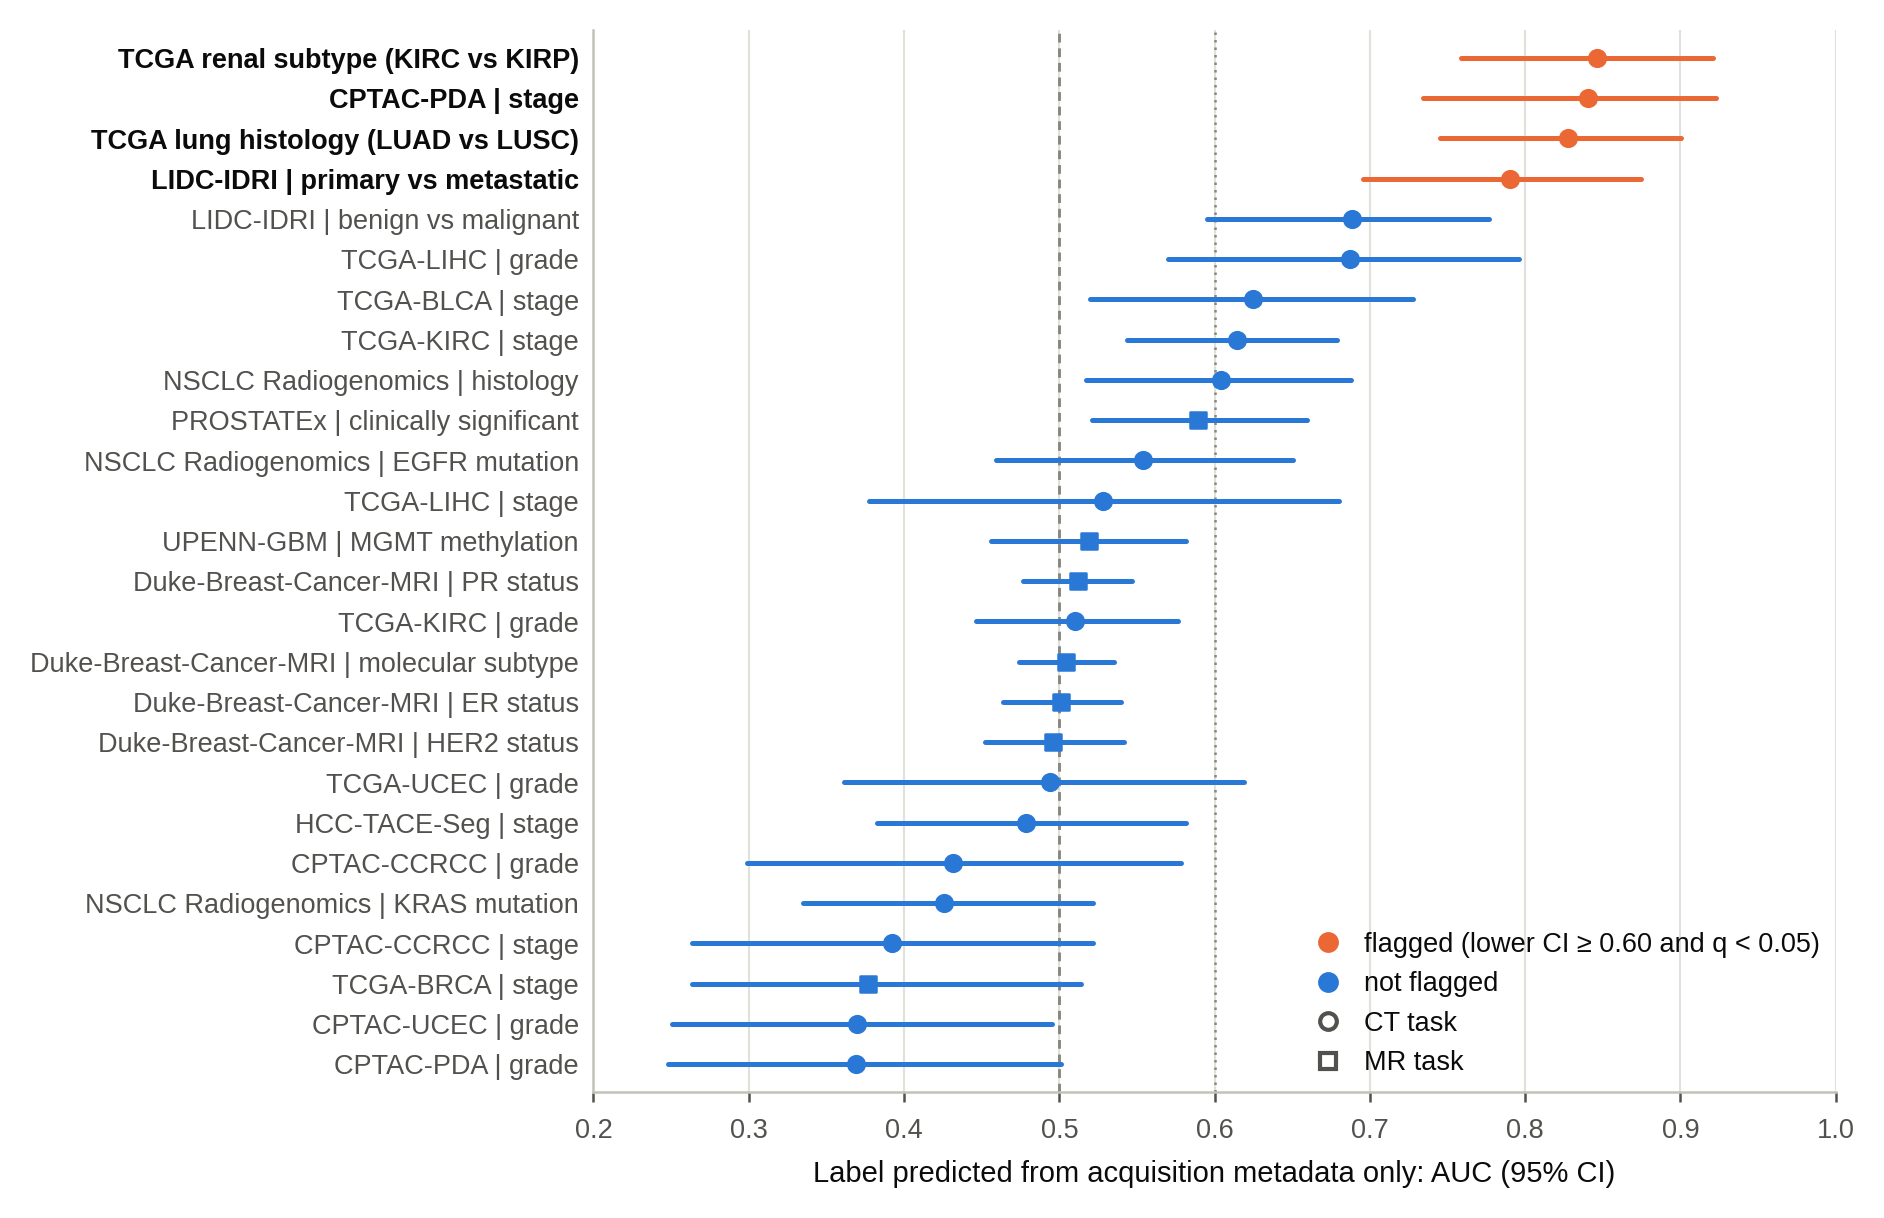 TCGA renal subtype (KIRC vs KIRP)
CPTAC-PDA | stage
TCGA lung histology (LUAD vs LUSC)
LIDC-IDRI | primary vs metastatic
LIDC-IDRI | benign vs malignant
TCGA-LIHC | grade
TCGA-BLCA | stage
TCGA-KIRC | stage
NSCLC Radiogenomics | histology
PROSTATEx | clinically significant
NSCLC Radiogenomics | EGFR mutation
TCGA-LIHC | stage
UPENN-GBM | MGMT methylation
Duke-Breast-Cancer-MRI | PR status
TCGA-KIRC | grade
Duke-Breast-Cancer-MRI | molecular subtype
Duke-Breast-Cancer-MRI | ER status
Duke-Breast-Cancer-MRI | HER2 status
TCGA-UCEC | grade
HCC-TACE-Seg | stage
CPTAC-CCRCC | grade
NSCLC Radiogenomics | KRAS mutation
CPTAC-CCRCC | stage
TCGA-BRCA | stage
CPTAC-UCEC | grade
CPTAC-PDA | grade
flagged (lower CI ≥ 0.60 and q < 0.05)
not flagged
CT task
MR task
0.2 0.3 0.4 0.5 0.6 0.7 0.8 0.9 1.0
Label predicted from acquisition metadata only: AUC (95% CI)